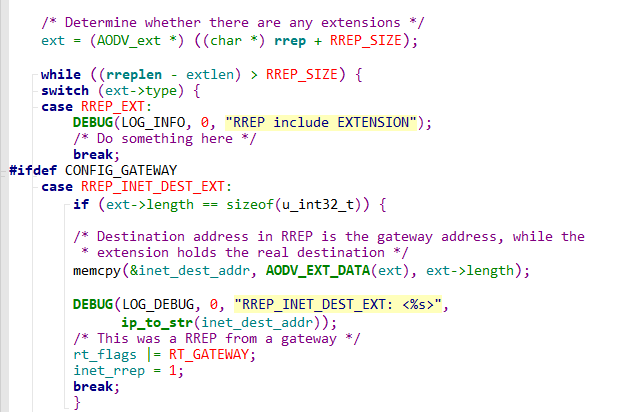 /* Determine whether there are any extensions */
ext = (AODV_ext *) ((char *) rrep + RREP_SIZE);
while ((rreplen - extlen) > RREP_SIZE) {
switch (ext->type) {
case RREP_EXT:
DEBUG(LOG_INFO, 0, "RREP include EXTENSION");
/* Do something here */
break;
#ifdef CONFIG_GATEWAY
case RREP_INET_DEST_EXT:
if (ext->length == sizeof(u_int32_t)) {
/* Destination address in RREP is the gateway address, while the
* extension holds the real destination */
memcpy(&inet_dest_addr, AODV_EXT_DATA(ext), ext->length);
DEBUG(LOG_DEBUG, 0, "RREP_INET_DEST_EXT: <%s>",
ip_to_str(inet_dest_addr));
/* This was a RREP from a gateway */
rt_flags |= RT_GATEWAY;
inet_rrep = 1;
break;
}